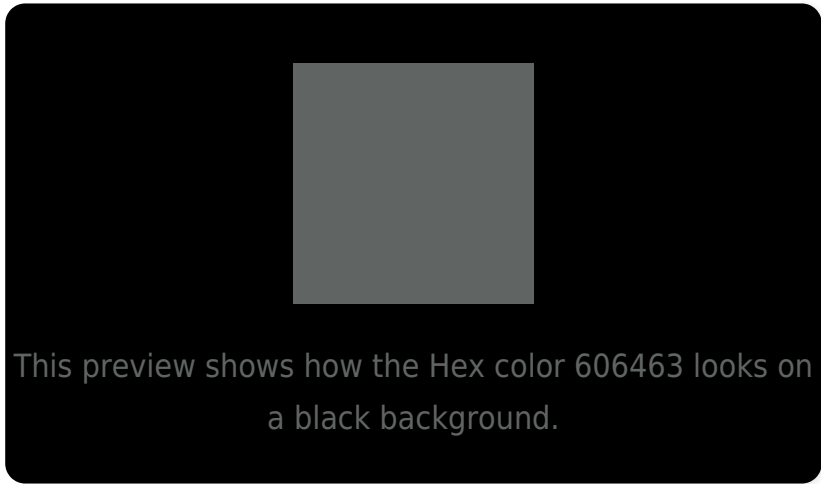 This preview shows how the Hex color 606463 looks on
a black background.